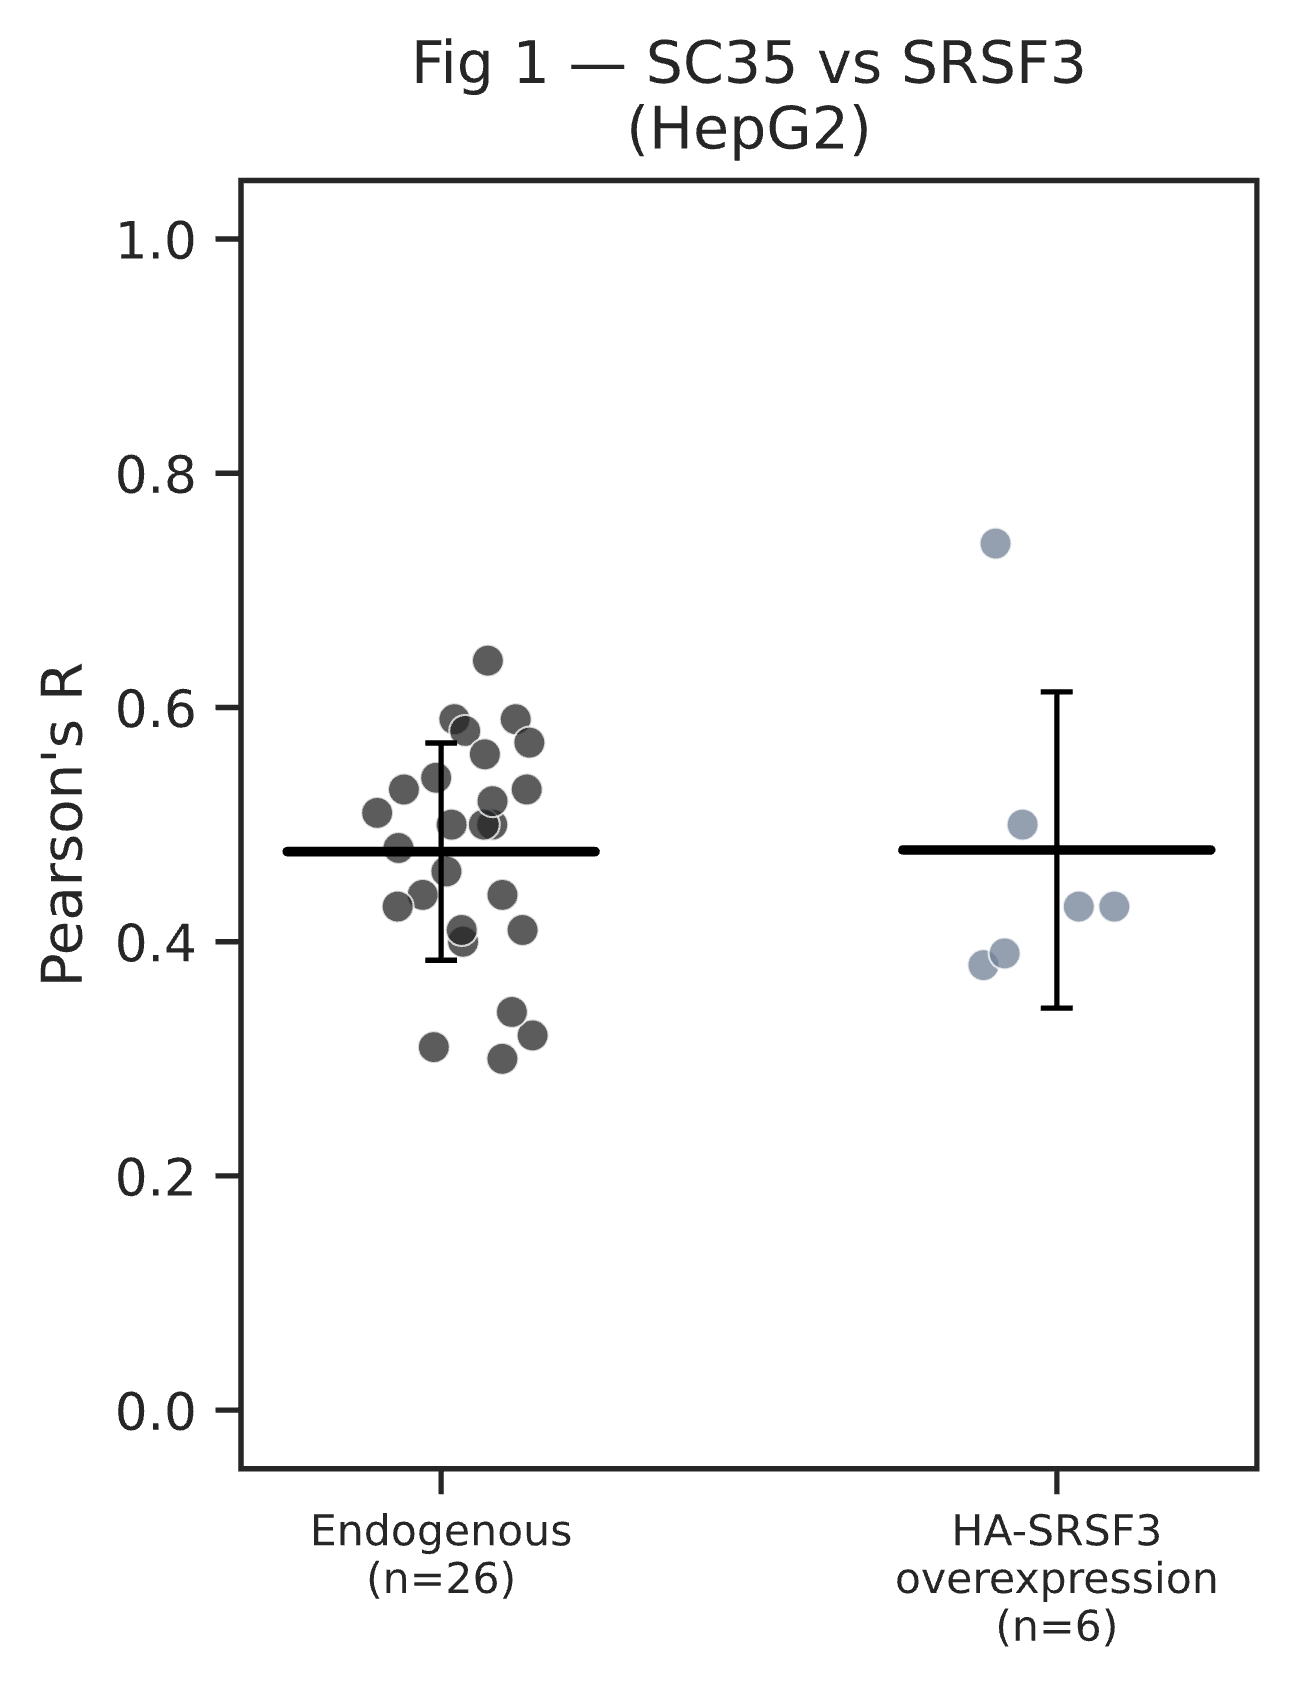 Fig 1 — SC35 vs SRSF3
(HepG2)
1.0
0.8
0.6
0.4
0.2
0.0
Pearson's R
Endogenous
(n=26)
HA-SRSF3
overexpression
(n=6)